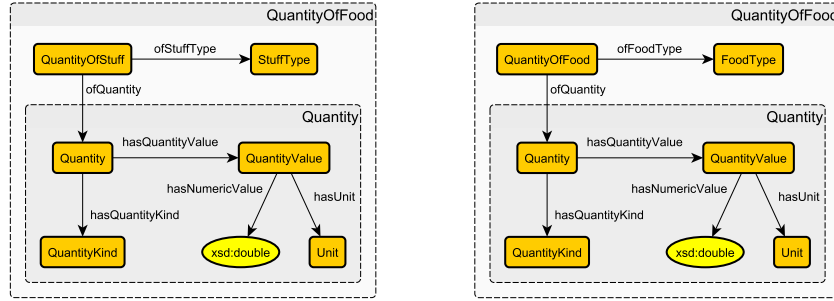 QuantityOfFood
QuantityOfStuff
ofStuffType
StuffType
ofQuantity
Quantity
Quantity
hasQuantityValue
QuantityValue
hasNumericValue
hasUnit
hasQuantityKind
QuantityKind
xsd:double
Unit
QuantityOfFood
QuantityOfFood
ofFoodType
FoodType
ofQuantity
Quantity
Quantity
hasQuantityValue
QuantityValue
hasNumericValue
hasUnit
hasQuantityKind
QuantityKind
xsd:double
Unit